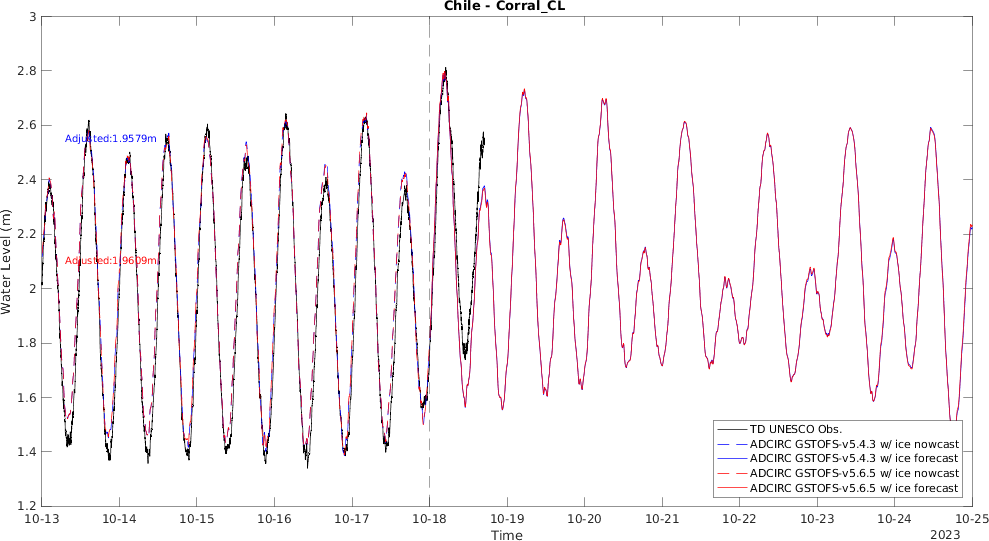 Chile - Corral_CL
3
2.8
2.6
2.4
2.2
2
1.8
1.6
1.4
1.2
Water Level (m)
Adjusted:1.9579m
Adjusted:1.9609m
TD UNESCO Obs.
ADCIRC GSTOFS-v5.4.3 w/ ice nowcast
ADCIRC GSTOFS-v5.4.3 w/ ice forecast
ADCIRC GSTOFS-v5.6.5 w/ ice nowcast
ADCIRC GSTOFS-v5.6.5 w/ ice forecast
10-13 10-14 10-15 10-16 10-17 10-18 10-19 10-20 10-21 10-22 10-23 10-24 10-25
Time
2023